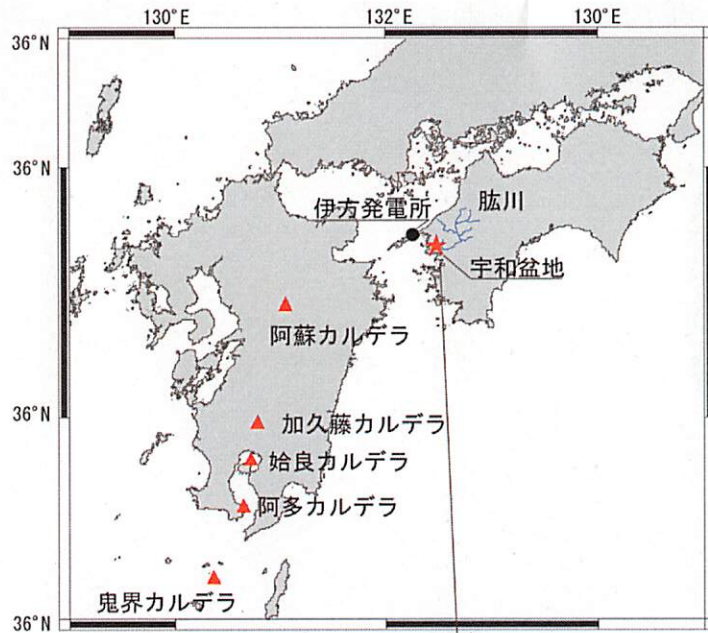 130°E
132°E
130°E
36°N
36°N
伊方発電所
肱川
宇和盆地
阿蘇カルデラ
36°N
加久藤カルデラ
姶良カルデラ
阿多カルデラ
鬼界カルデラ
36°N